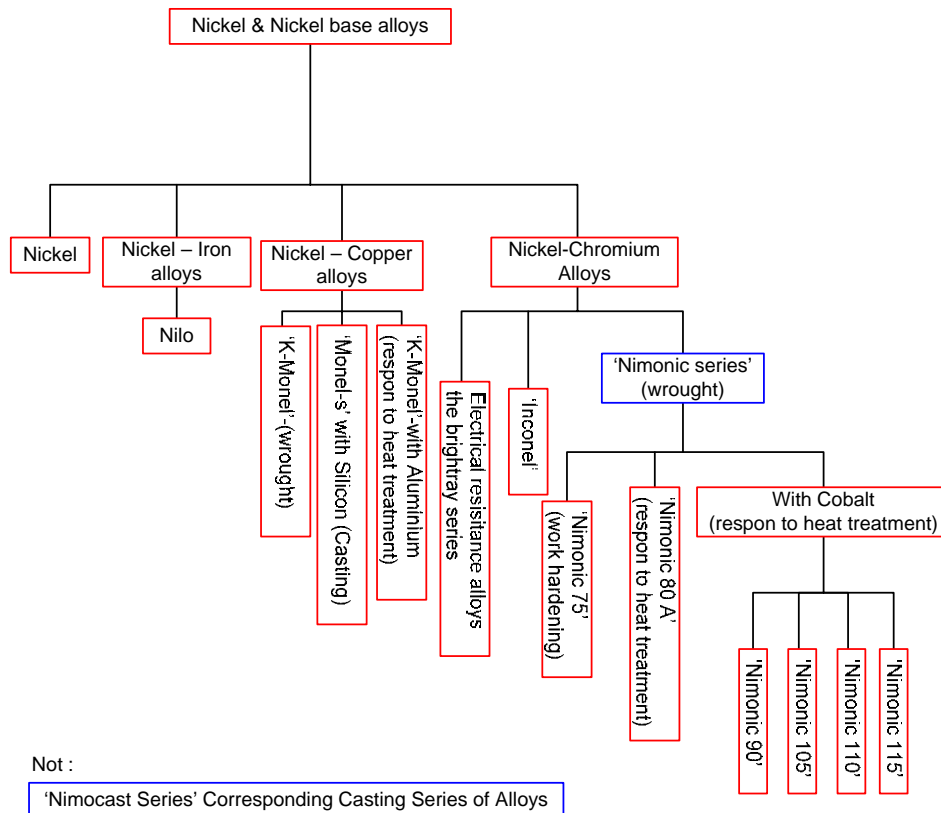 Nickel & Nickel base alloys
Nickel
Nickel – Iron
alloys
Nickel – Copper
alloys
Nickel-Chromium
Alloys
Nilo
‘K-Monel’-(wrought)
‘Monel-s’ with Silicon (Casting)
‘K-Monel’-with Aluminium
(respon to heat treatment)
Electrical resisitance alloys
the brightray series
‘Inconel’
‘Nimonic series’
(wrought)
‘Nimonic 75’
(work hardening)
‘Nimonic 80 A’
(respon to heat treatment)
With Cobalt
(respon to heat treatment)
‘Nimonic 90’
‘Nimonic 105’
‘Nimonic 110’
‘Nimonic 115’
Not :
‘Nimocast Series’ Corresponding Casting Series of Alloys